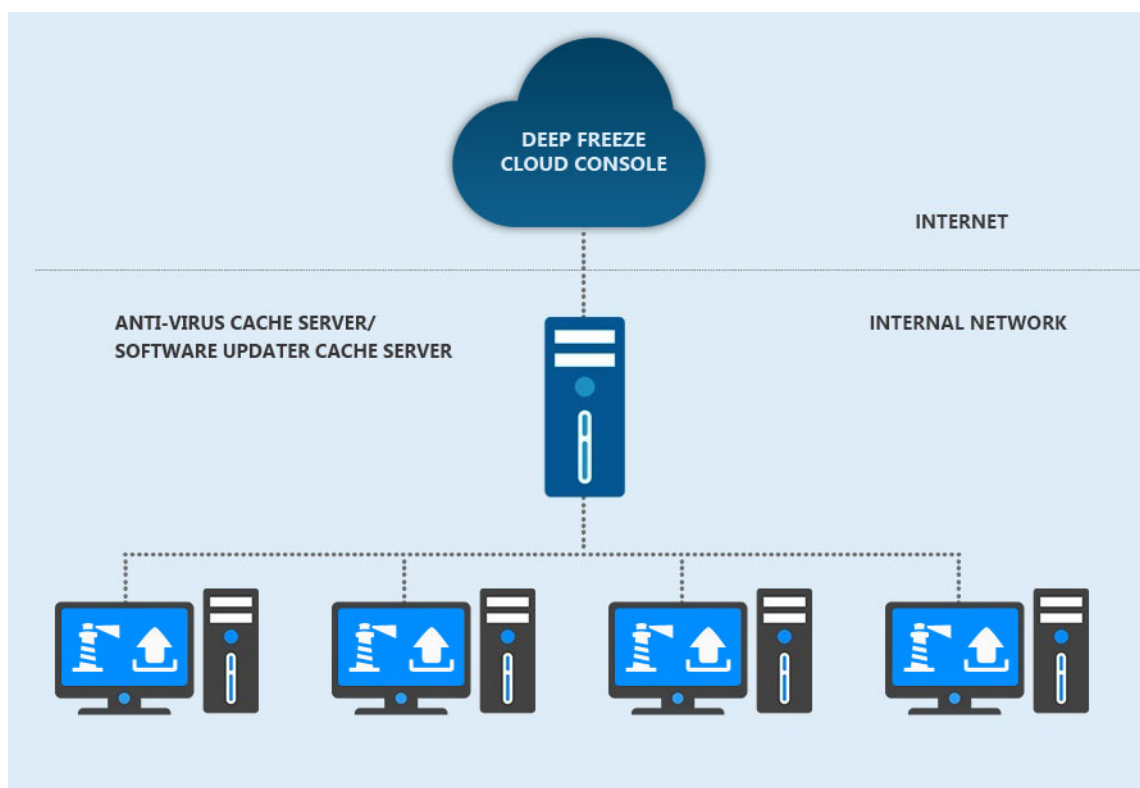 DEEP FREEZE
CLOUD CONSOLE
INTERNET
ANTI-VIRUS CACHE SERVER/
SOFTWARE UPDATER CACHE SERVER
INTERNAL NETWORK